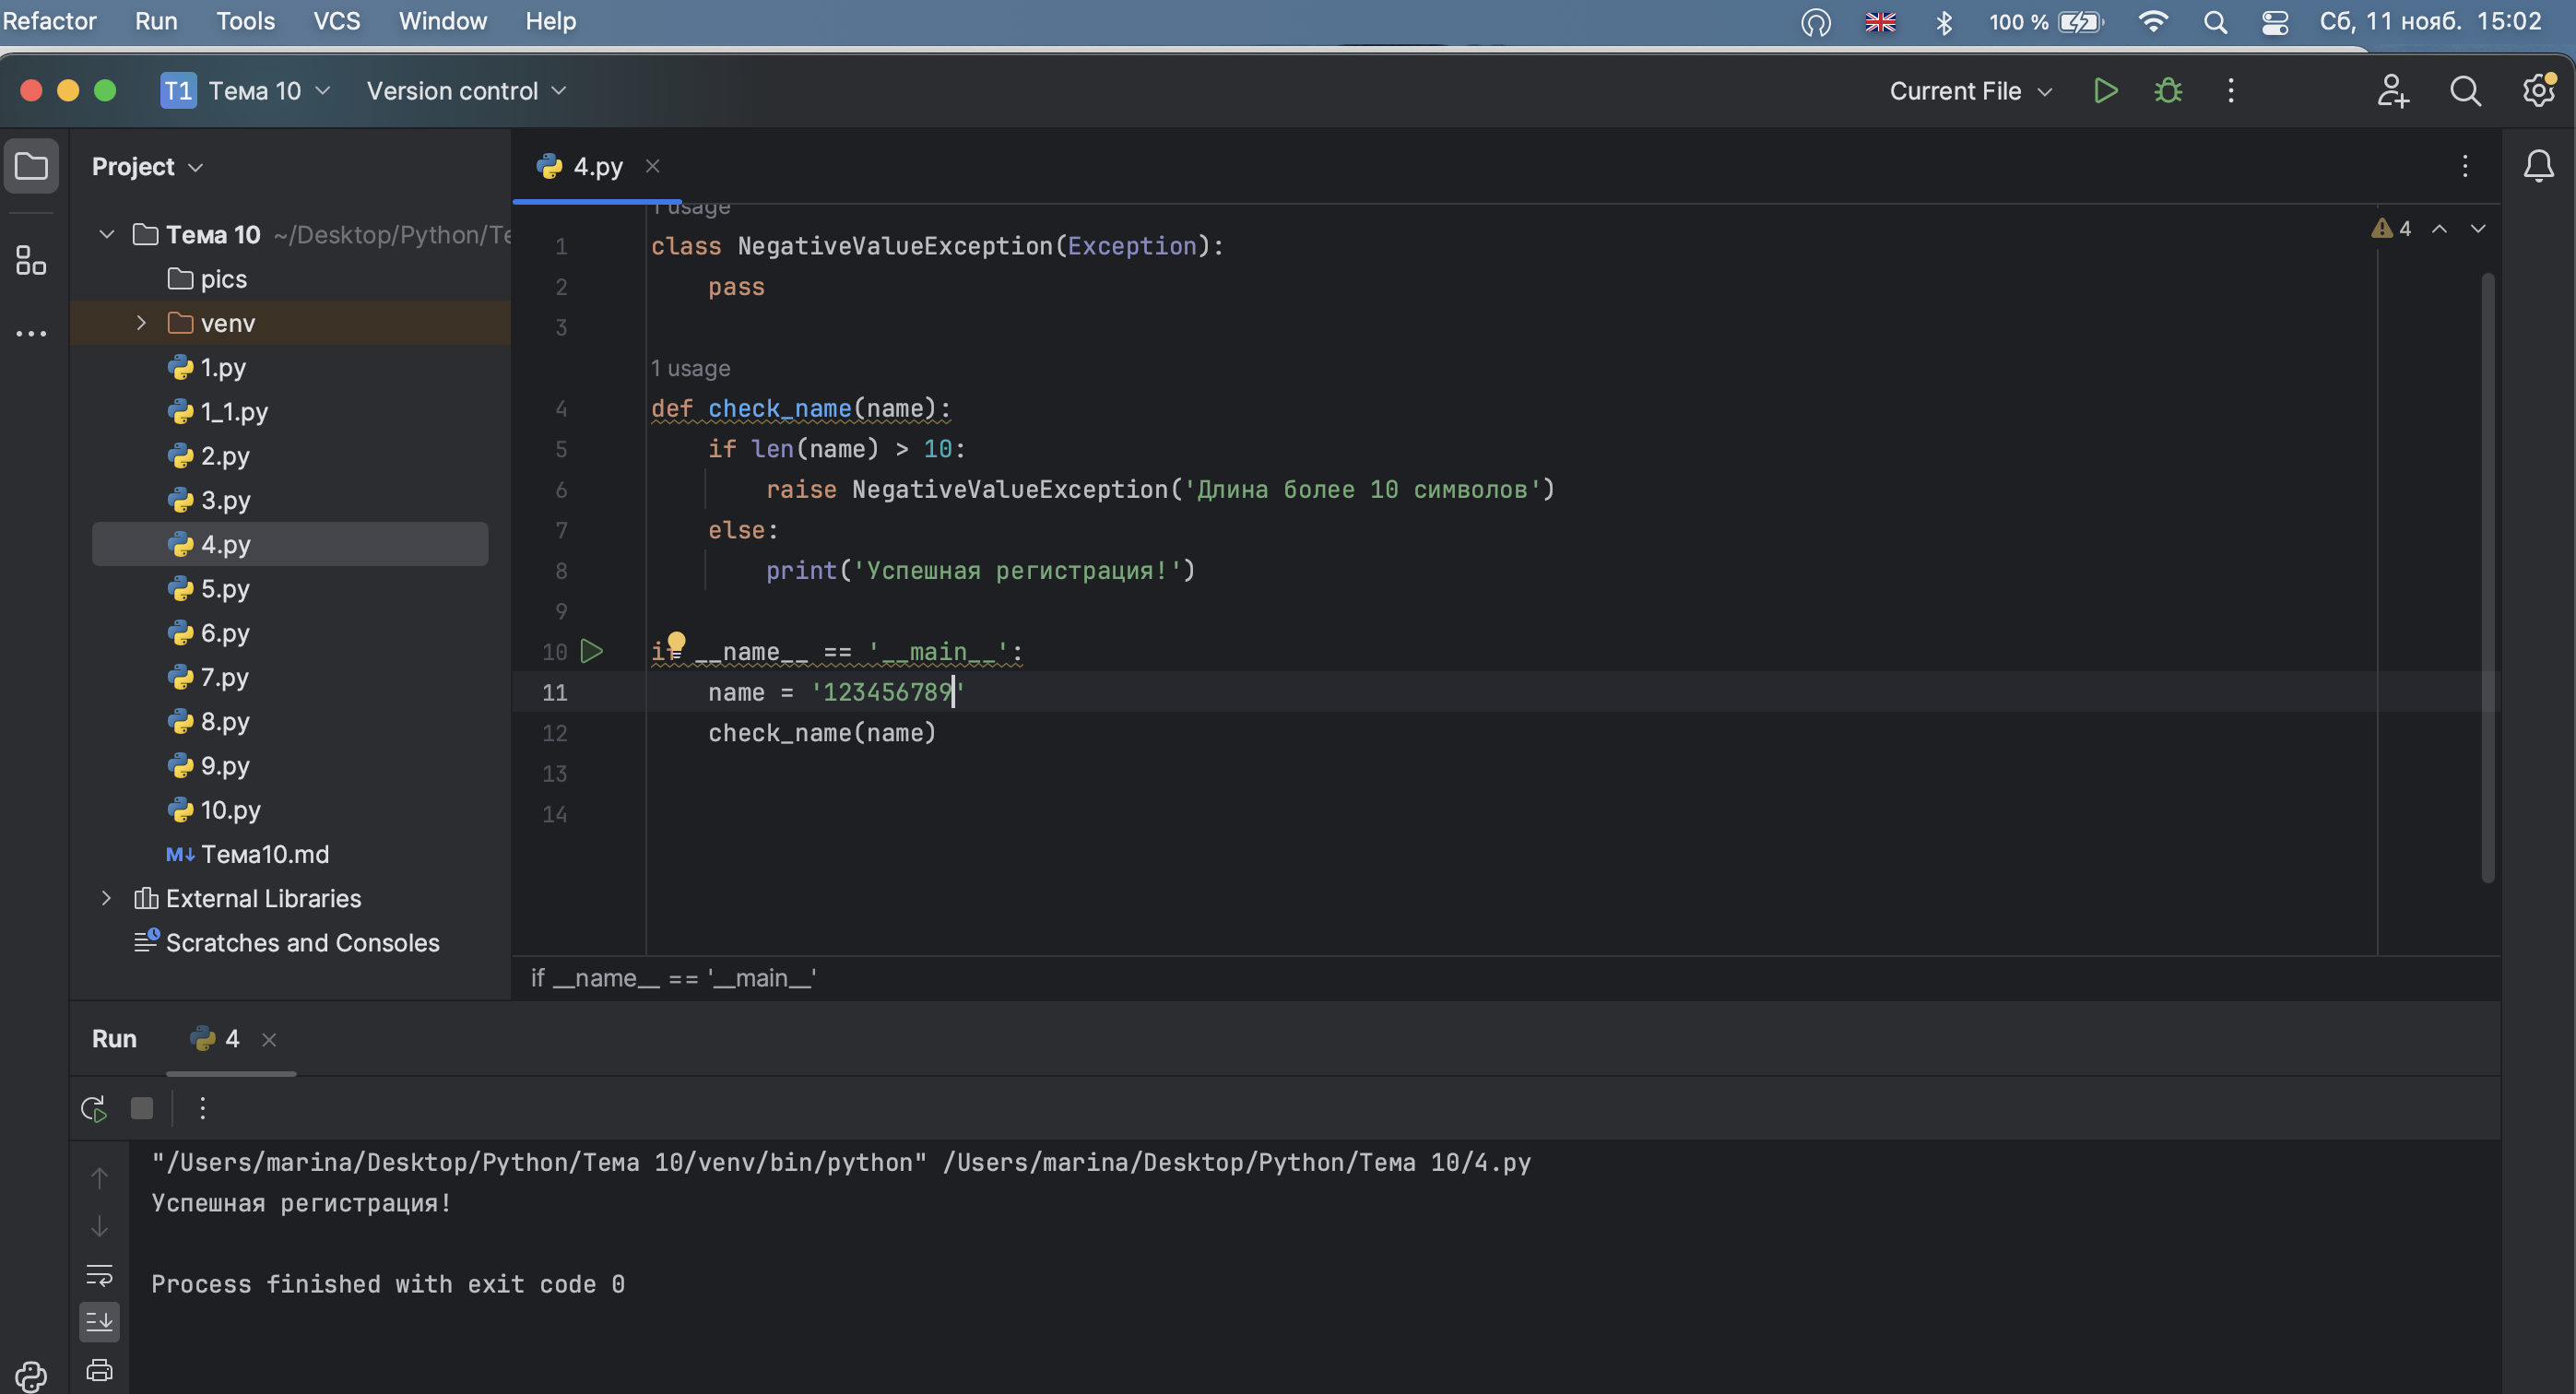 Refactor Run Tools VCS Window Help 100 % Сб, 11 нояб. 15:02
T1 Тема 10 Version control Current File
Project
4.py
Тема 10 ~/Desktop/Python/Те
pics
venv
1.py
1_1.py
2.py
3.py
4.py
5.py
6.py
7.py
8.py
9.py
10.py
M↓ Тема10.md
External Libraries
Scratches and Consoles
1 usage
4
1 class NegativeValueException(Exception):
2 pass
3
1 usage
4 def check_name(name):
5 if len(name) > 10:
6 raise NegativeValueException('Длина более 10 символов')
7 else:
8 print('Успешная регистрация!')
9
10 if __name__ == '__main__':
11 name = '123456789'
12 check_name(name)
13
14
if __name__ == '__main__'
Run 4
"/Users/marina/Desktop/Python/Тема 10/venv/bin/python" /Users/marina/Desktop/Python/Тема 10/4.py
Успешная регистрация!
Process finished with exit code 0